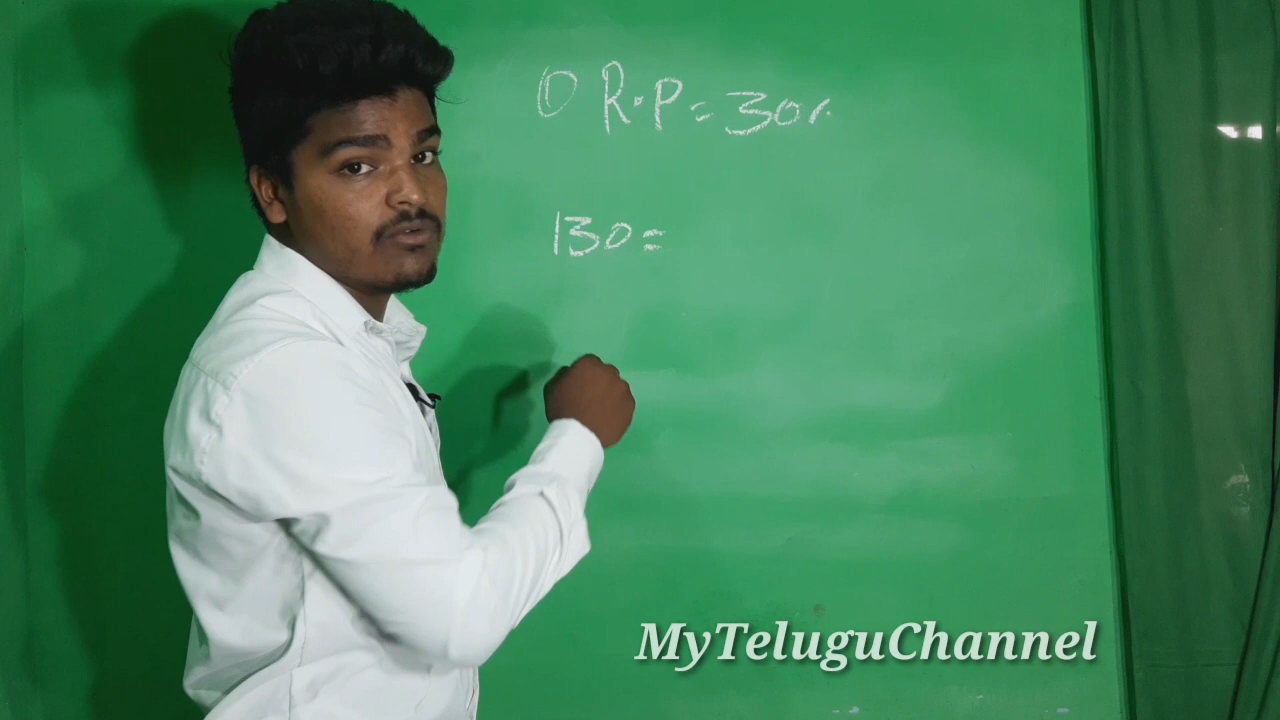 ① R.P = 30%
130 =
MyTeluguChannel